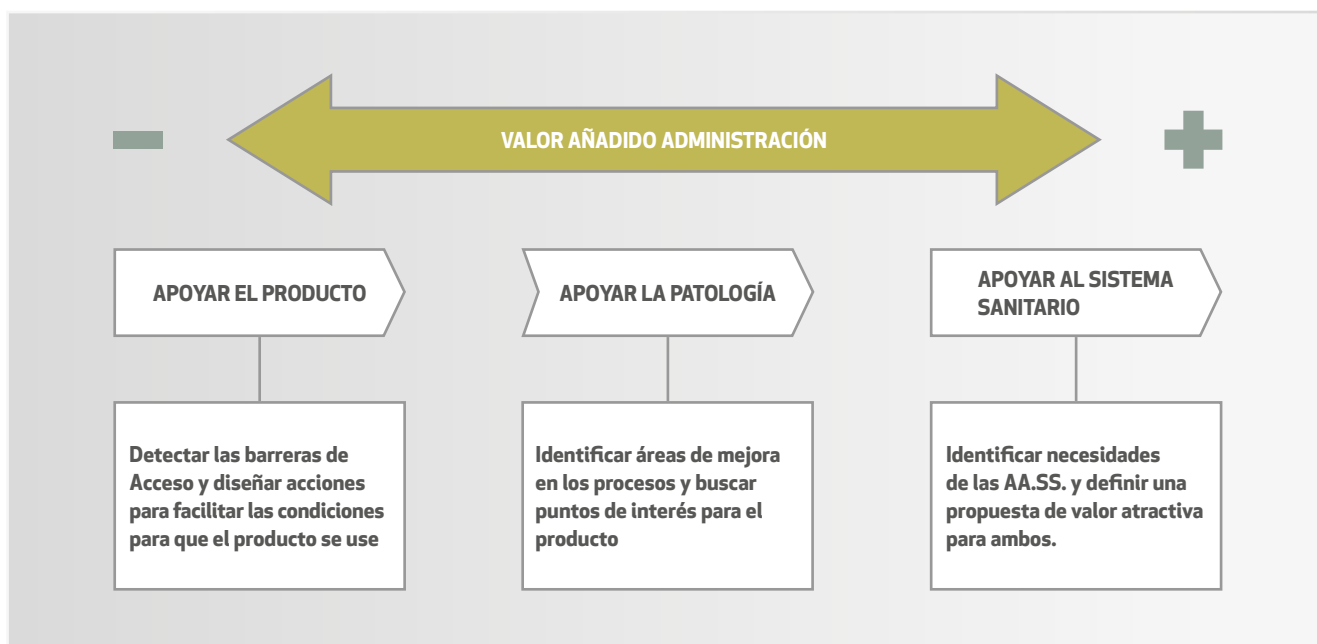 VALOR AÑADIDO ADMINISTRACIÓN
APOYAR EL PRODUCTO
Detectar las barreras de
Acceso y diseñar acciones
para facilitar las condiciones
para que el producto se use
APOYAR LA PATOLOGÍA
Identificar áreas de mejora
en los procesos y buscar
puntos de interés para el
producto
APOYAR AL SISTEMA
SANITARIO
Identificar necesidades
de las AA.SS. y definir una
propuesta de valor atractiva
para ambos.